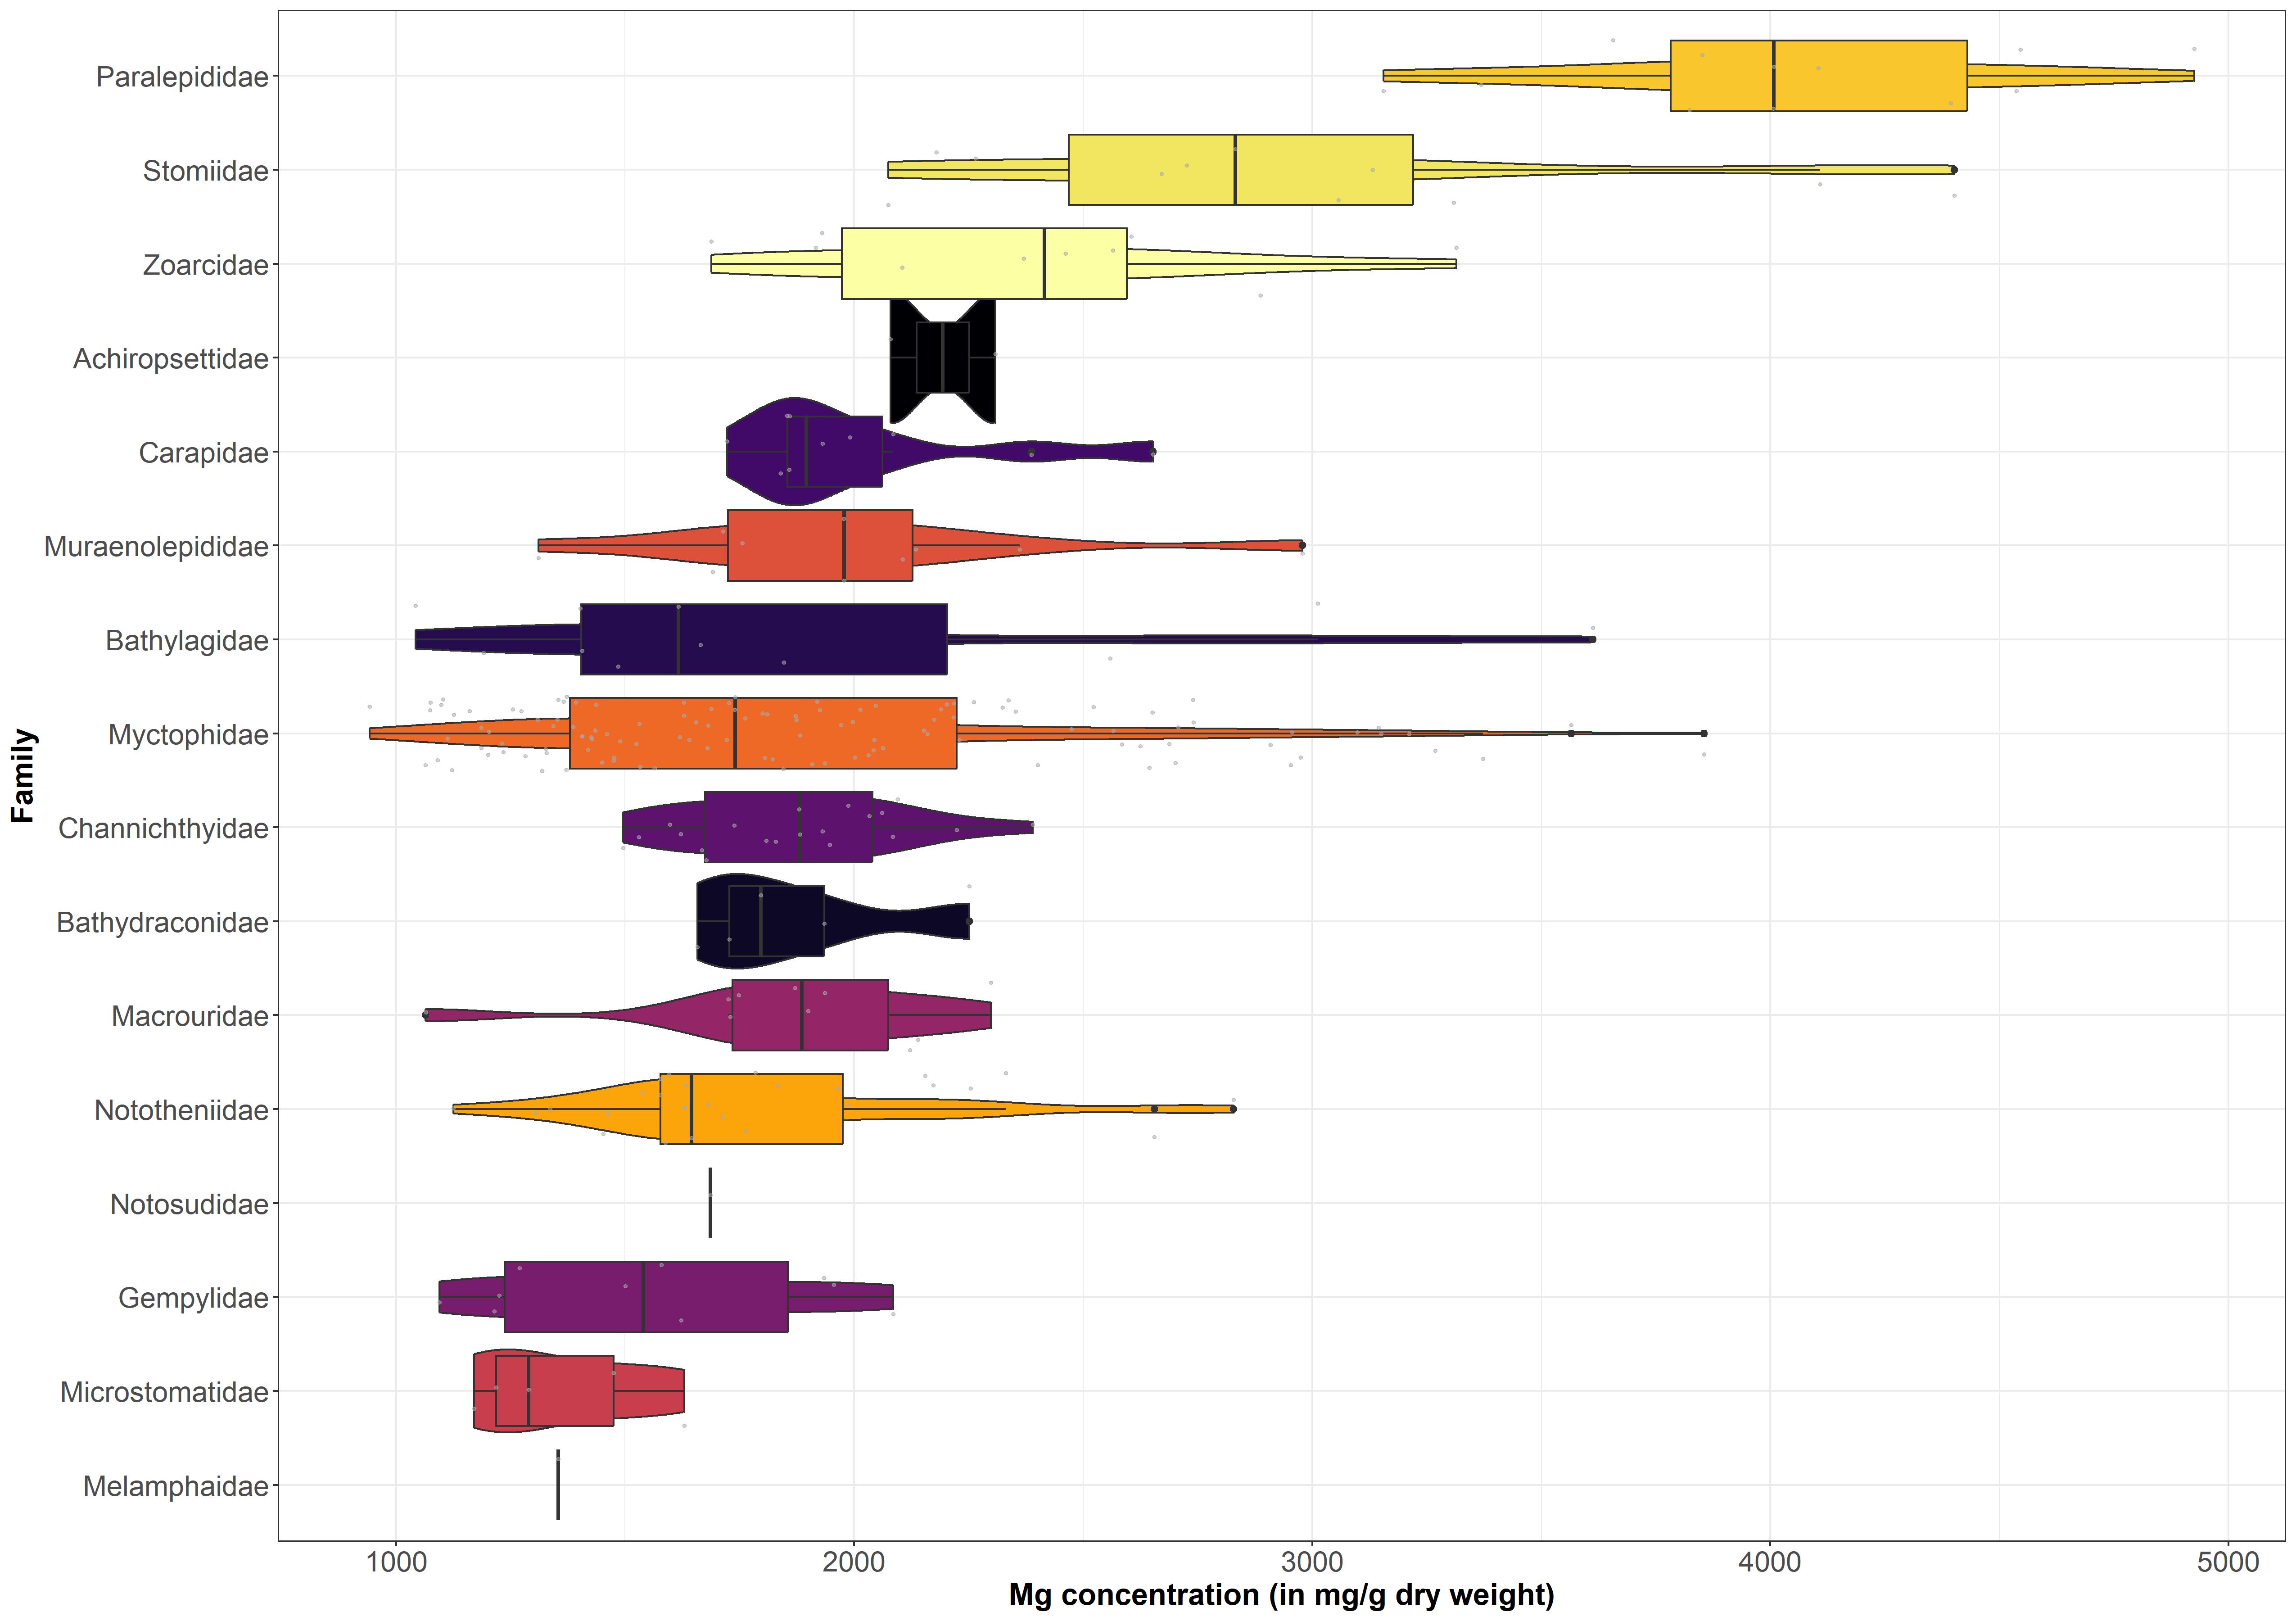 Paralepididae
Stomiidae
Zoarcidae
Achiropsettidae
Carapidae
Muraenolepididae
Bathylagidae
Myctophidae
Channichthyidae
Bathydraconidae
Macrouridae
Nototheniidae
Notosudidae
Gempylidae
Microstomatidae
Melamphaidae
Family
1000 2000 3000 4000 5000
Mg concentration (in mg/g dry weight)